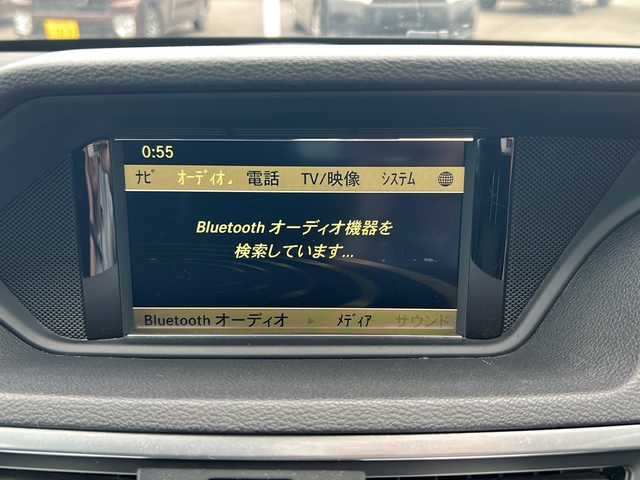 0:55
ﾅﾋﾞ ｵｰﾃﾞｨｵ 電話 TV/映像 ｼｽﾃﾑ
Bluetooth オーディオ機器を
検索しています...
Bluetooth オーディオ ﾒﾃﾞｨｱ サウンド